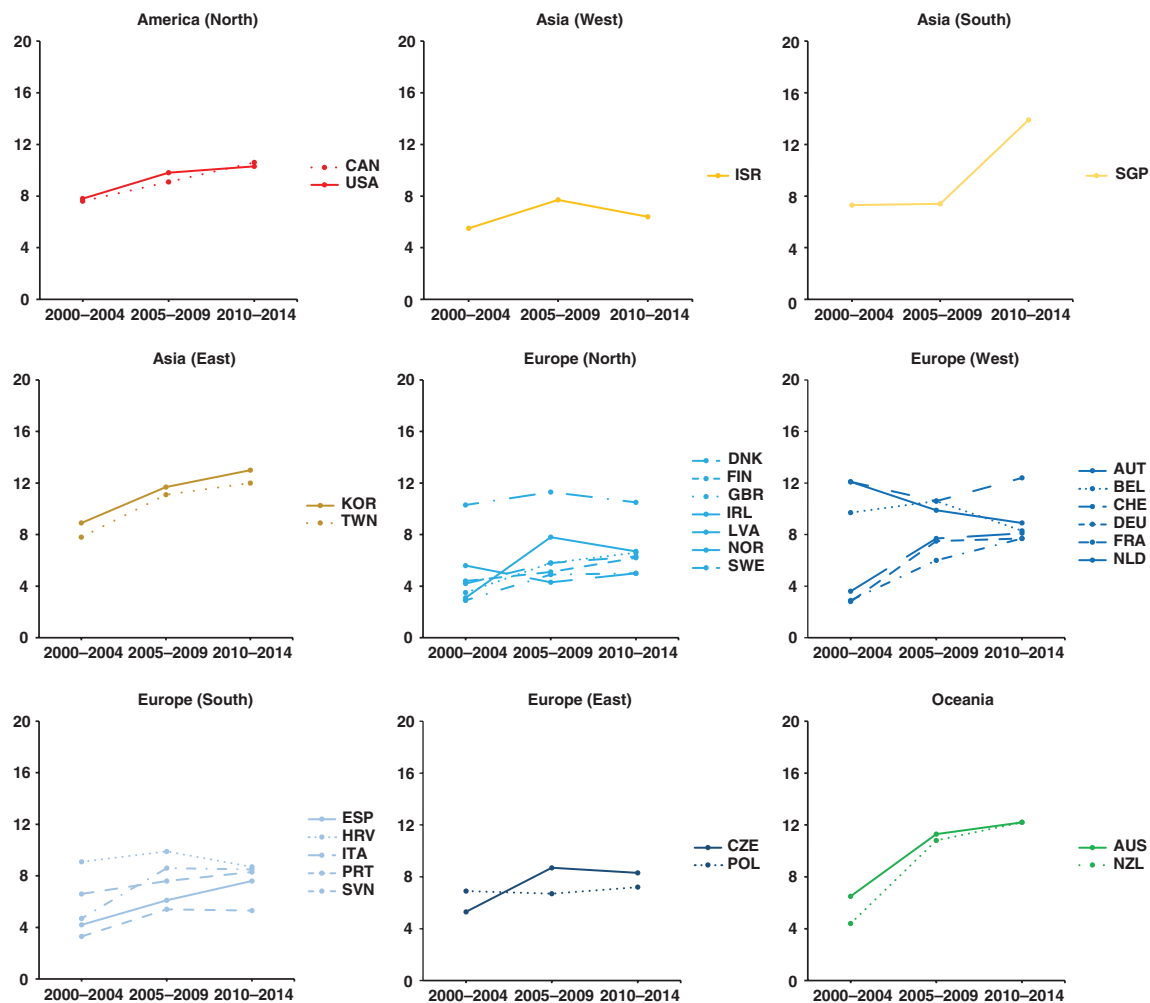 America (North)
20
16
12
8
4
0
2000–2004 2005–2009 2010–2014
CAN
USA
Asia (West)
20
16
12
8
4
0
2000–2004 2005–2009 2010–2014
ISR
Asia (South)
20
16
12
8
4
0
2000–2004 2005–2009 2010–2014
SGP
Asia (East)
20
16
12
8
4
0
2000–2004 2005–2009 2010–2014
KOR
TWN
Europe (North)
20
16
12
8
4
0
2000–2004 2005–2009 2010–2014
DNK
FIN
GBR
IRL
LVA
NOR
SWE
Europe (West)
20
16
12
8
4
0
2000–2004 2005–2009 2010–2014
AUT
BEL
CHE
DEU
FRA
NLD
Europe (South)
20
16
12
8
4
0
2000–2004 2005–2009 2010–2014
ESP
HRV
ITA
PRT
SVN
Europe (East)
20
16
12
8
4
0
2000–2004 2005–2009 2010–2014
CZE
POL
Oceania
20
16
12
8
4
0
2000–2004 2005–2009 2010–2014
AUS
NZL